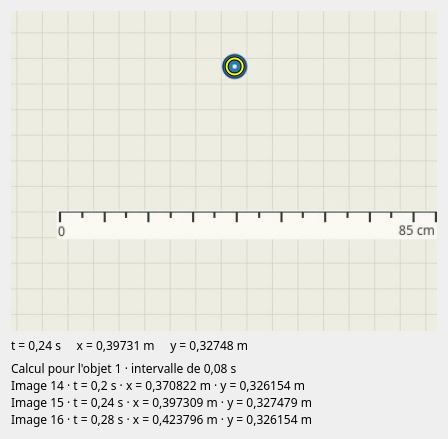 0 85 cm
t = 0,24 s x = 0,39731 m y = 0,32748 m
Calcul pour l'objet 1 · intervalle de 0,08 s
Image 14 · t = 0,2 s · x = 0,370822 m · y = 0,326154 m
Image 15 · t = 0,24 s · x = 0,397309 m · y = 0,327479 m
Image 16 · t = 0,28 s · x = 0,423796 m · y = 0,326154 m